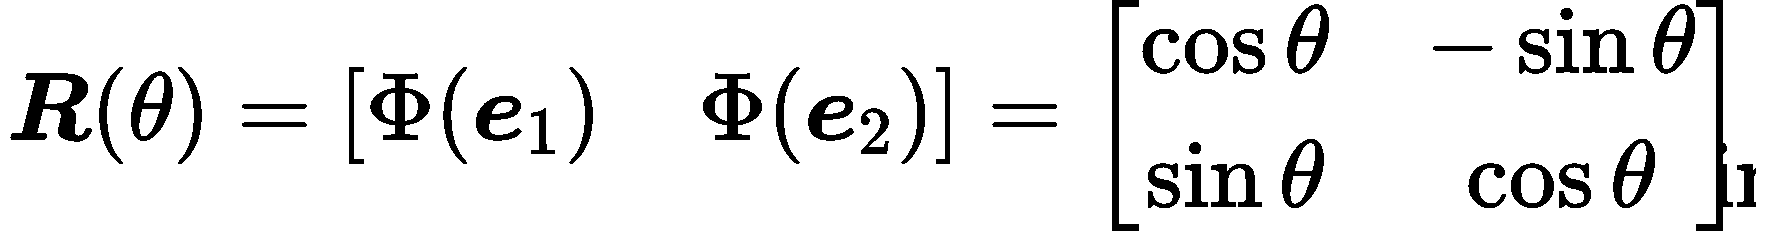 R(θ) = [Φ(e₁) Φ(e₂)] = [cos θ − sin θ
sin θ cos θ]